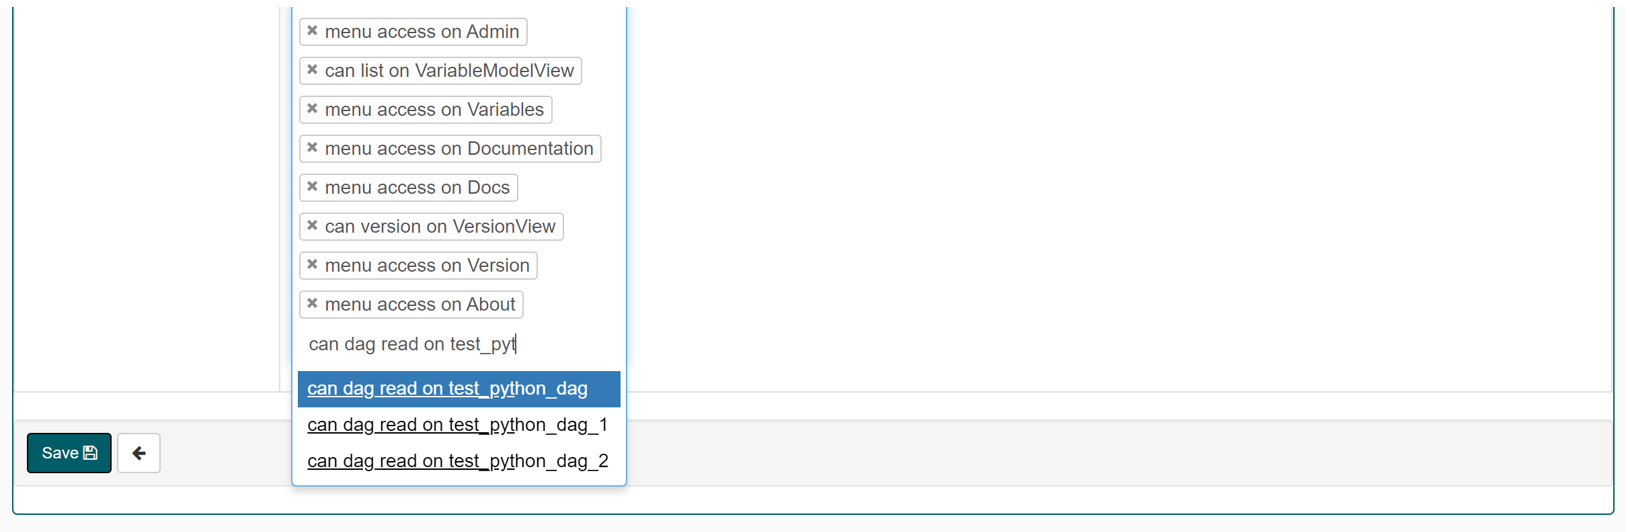 menu access on Admin
can list on VariableModelView
menu access on Variables
menu access on Documentation
menu access on Docs
can version on VersionView
menu access on Version
menu access on About
can dag read on test_pyt
can dag read on test_python_dag
can dag read on test_python_dag_1
can dag read on test_python_dag_2
Save